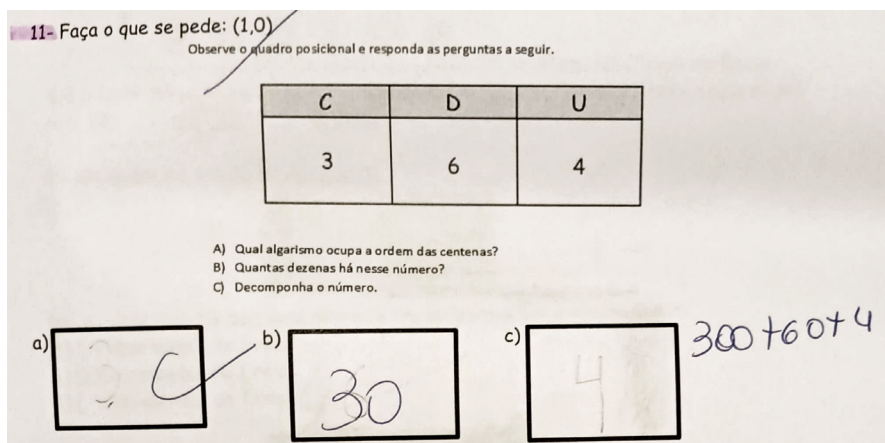 11- Faça o que se pede: (1,0)
Observe o quadro posicional e responda as perguntas a seguir.
C D U
3 6 4
A) Qual algarismo ocupa a ordem das centenas?
B) Quantas dezenas há nesse número?
C) Decomponha o número.
a) C b) 30 c) 4 300+60+4